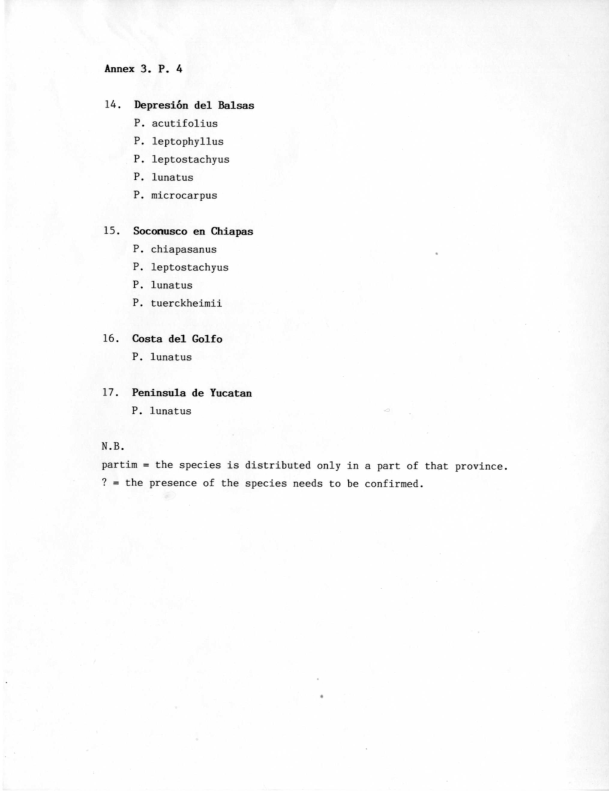 Annex 3. P. 4
14. Depresión del Balsas
P. acutifolius
P. leptophyllus
P. leptostachyus
P. lunatus
P. microcarpus
15. Soconusco en Chiapas
P. chiapasanus
P. leptostachyus
P. lunatus
P. tuerckheimii
16. Costa del Golfo
P. lunatus
17. Peninsula de Yucatan
P. lunatus
N.B.
partim = the species is distributed only in a part of that province.
? = the presence of the species needs to be confirmed.